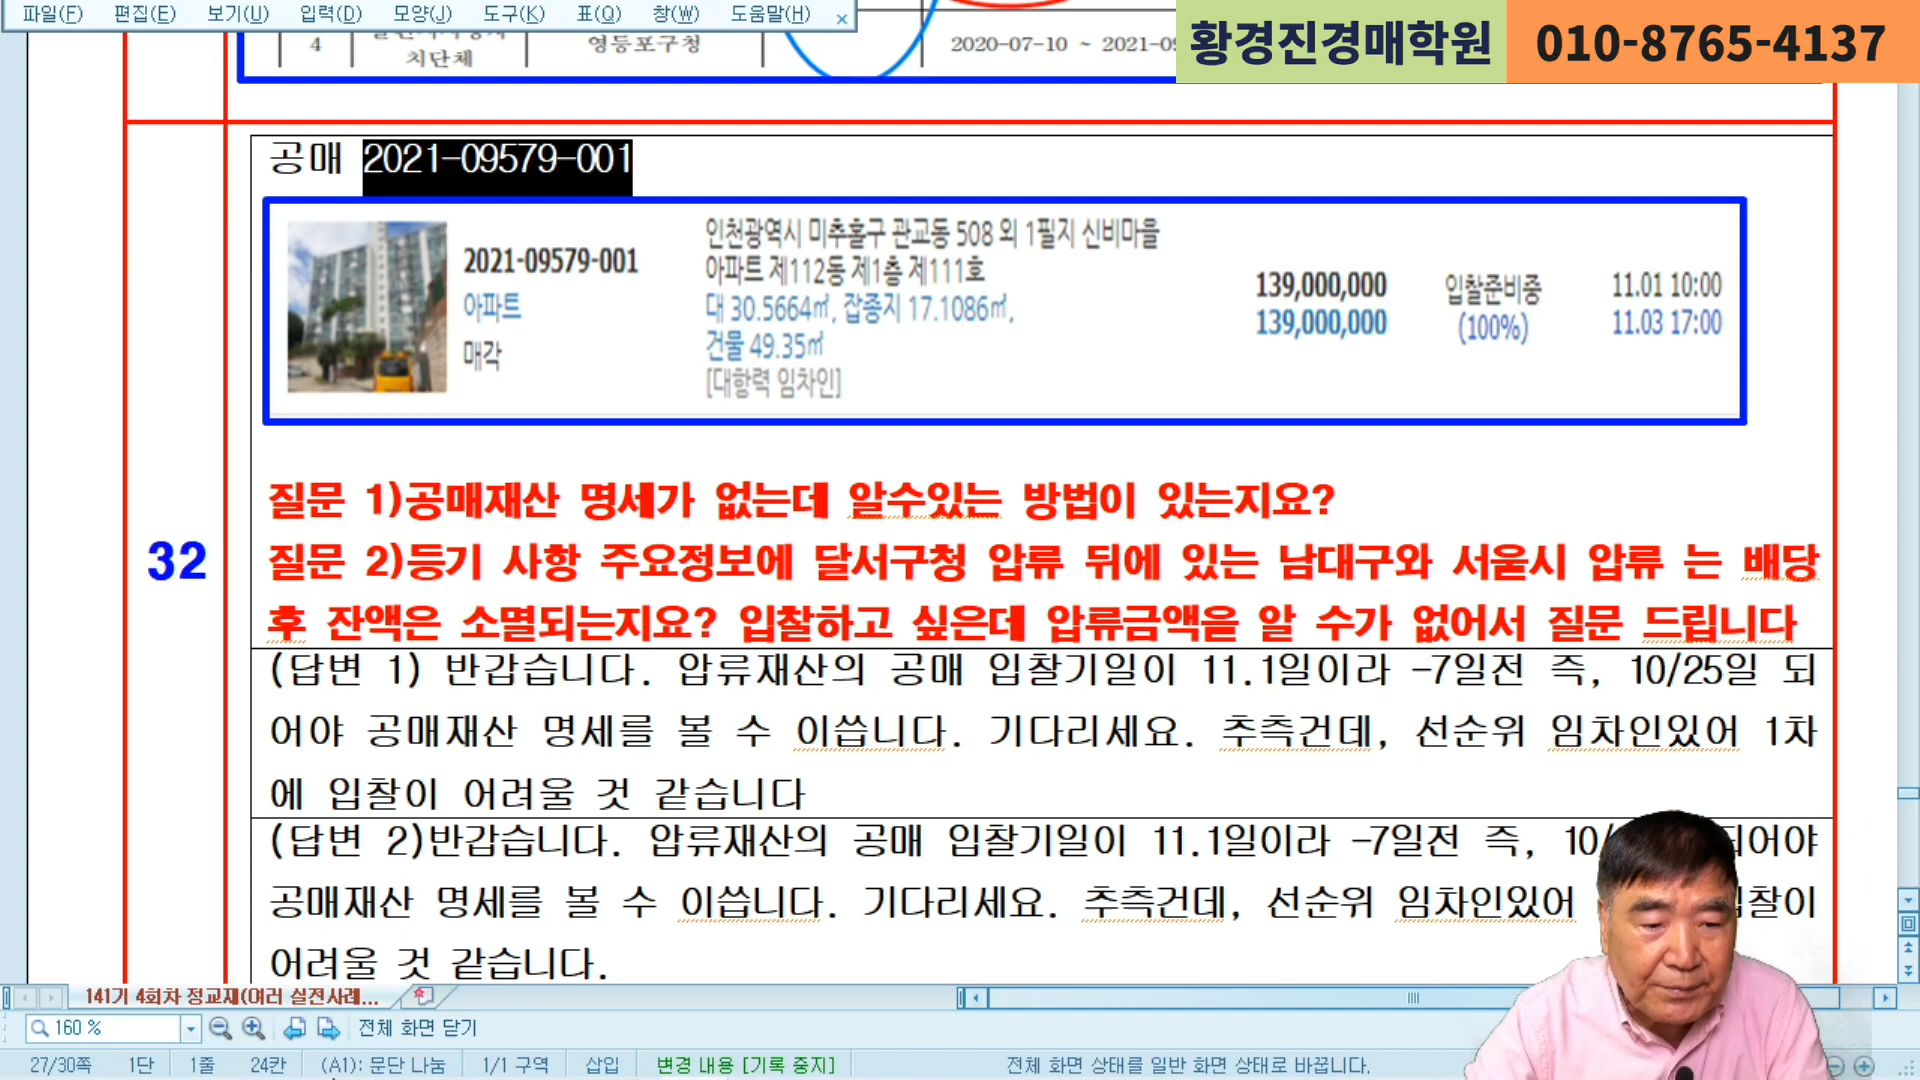 파일(F) 편집(E) 보기(U) 입력(D) 모양(J) 도구(K) 표(Q) 창(W) 도움말(H) x
황경진경매학원 010-8765-4137
4 치단체 영등포구청 2020-07-10 ~ 2021-09
공매 2021-09579-001
2021-09579-001
아파트
매각
인천광역시 미추홀구 관교동 508 외 1필지 신비마을
아파트 제112동 제1층 제111호
대 30.5664㎡, 잡종지 17.1086㎡,
건물 49.35㎡
[대항력 임차인]
139,000,000
139,000,000
입찰준비중
(100%)
11.01 10:00
11.03 17:00
32
질문 1)공매재산 명세가 없는데 알수있는 방법이 있는지요?
질문 2)등기 사항 주요정보에 달서구청 압류 뒤에 있는 남대구와 서울시 압류 는 배당
후 잔액은 소멸되는지요? 입찰하고 싶은데 압류금액을 알 수가 없어서 질문 드립니다
(답변 1) 반갑습니다. 압류재산의 공매 입찰기일이 11.1일이라 -7일전 즉, 10/25일 되
어야 공매재산 명세를 볼 수 이씁니다. 기다리세요. 추측건데, 선순위 임차인있어 1차
에 입찰이 어려울 것 같습니다
(답변 2)반갑습니다. 압류재산의 공매 입찰기일이 11.1일이라 -7일전 즉, 10/ 되어야
공매재산 명세를 볼 수 이씁니다. 기다리세요. 추측건데, 선순위 임차인있어 입찰이
어려울 것 같습니다.
141기 4회차 정교재(여러 실전사례...
160 % 전체 화면 닫기
27/30쪽 1단 1줄 24칸 (A1): 문단 나눔 1/1 구역 삽입 변경 내용 [기록 중지] 전체 화면 상태를 일반 화면 상태로 바꿉니다.